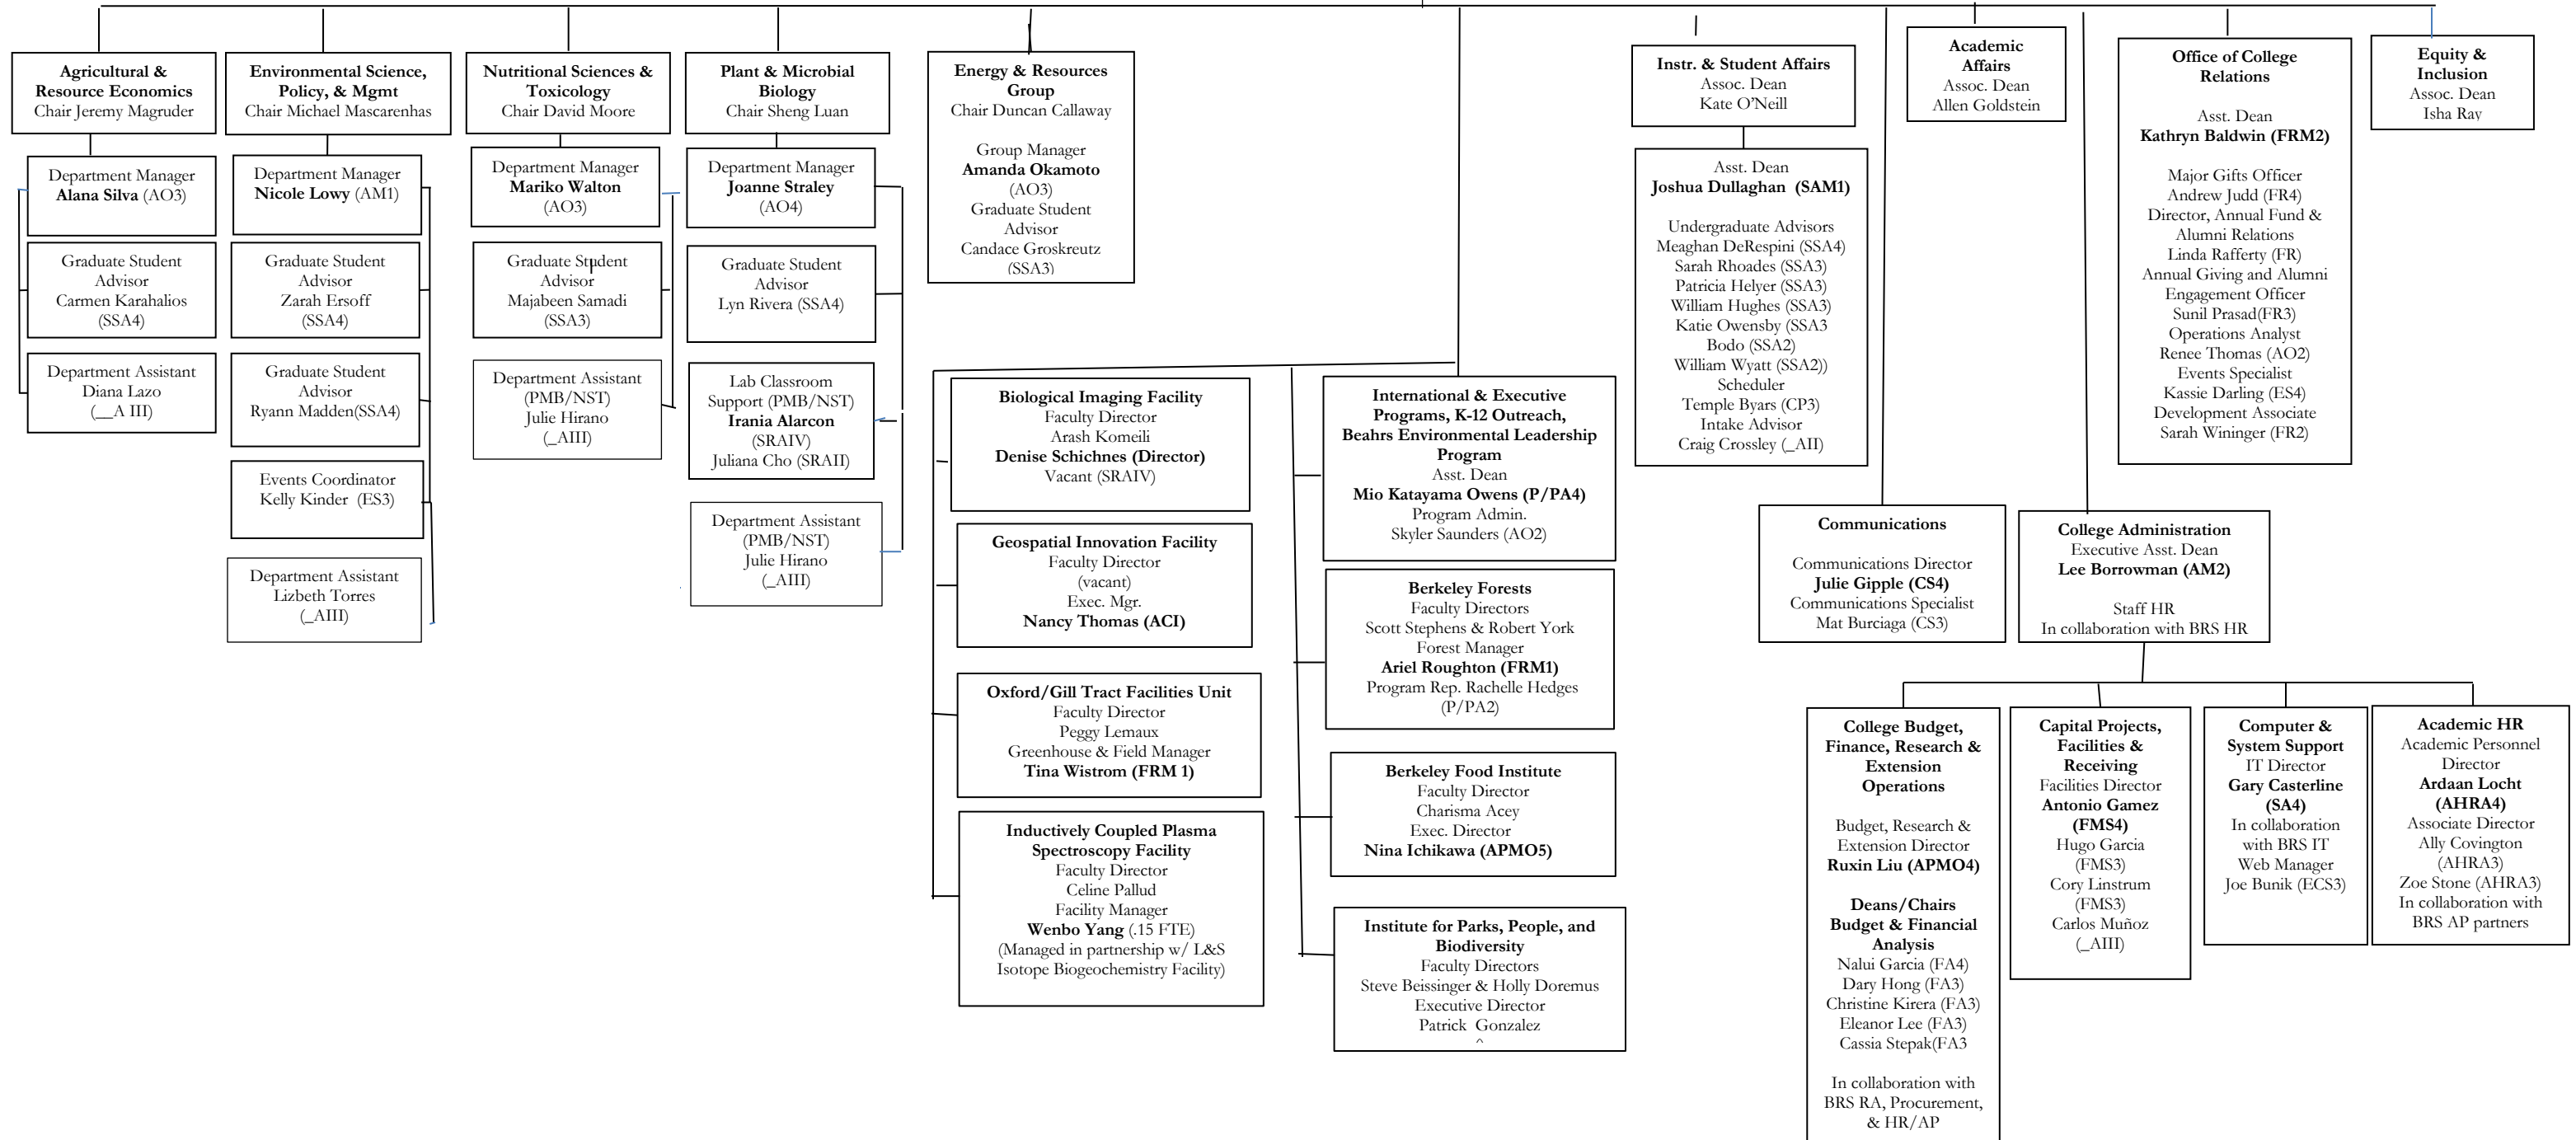 Agricultural &
Resource Economics
Chair Jeremy Magruder
Department Manager
Alana Silva (AO3)
Graduate Student
Advisor
Carmen Karahalios
(SSA4)
Department Assistant
Diana Lazo
(__A III)
Environmental Science,
Policy, & Mgmt
Chair Michael Mascarenhas
Department Manager
Nicole Lowy (AM1)
Graduate Student
Advisor
Zarah Ersoff
(SSA4)
Graduate Student
Advisor
Ryann Madden(SSA4)
Events Coordinator
Kelly Kinder (ES3)
Department Assistant
Lizbeth Torres
(_AIII)
Nutritional Sciences &
Toxicology
Chair David Moore
Department Manager
Mariko Walton
(AO3)
Graduate Student
Advisor
Majabeen Samadi
(SSA3)
Department Assistant
(PMB/NST)
Julie Hirano
(_AIII)
Plant & Microbial
Biology
Chair Sheng Luan
Department Manager
Joanne Straley
(AO4)
Graduate Student
Advisor
Lyn Rivera (SSA4)
Lab Classroom
Support (PMB/NST)
Irania Alarcon
(SRAIV)
Juliana Cho (SRAII)
Department Assistant
(PMB/NST)
Julie Hirano
(_AIII)
Energy & Resources
Group
Chair Duncan Callaway
Group Manager
Amanda Okamoto
(AO3)
Graduate Student
Advisor
Candace Groskreutz
(SSA3)
Biological Imaging Facility
Faculty Director
Arash Komeili
Denise Schichnes (Director)
Vacant (SRAIV)
Geospatial Innovation Facility
Faculty Director
(vacant)
Exec. Mgr.
Nancy Thomas (ACI)
Oxford/Gill Tract Facilities Unit
Faculty Director
Peggy Lemaux
Greenhouse & Field Manager
Tina Wistrom (FRM 1)
Inductively Coupled Plasma
Spectroscopy Facility
Faculty Director
Celine Pallud
Facility Manager
Wenbo Yang (.15 FTE)
(Managed in partnership w/ L&S
Isotope Biogeochemistry Facility)
International & Executive
Programs, K-12 Outreach,
Beahrs Environmental Leadership
Program
Asst. Dean
Mio Katayama Owens (P/PA4)
Program Admin.
Skyler Saunders (AO2)
Berkeley Forests
Faculty Directors
Scott Stephens & Robert York
Forest Manager
Ariel Roughton (FRM1)
Program Rep. Rachelle Hedges
(P/PA2)
Berkeley Food Institute
Faculty Director
Charisma Acey
Exec. Director
Nina Ichikawa (APMO5)
Institute for Parks, People, and
Biodiversity
Faculty Directors
Steve Beissinger & Holly Doremus
Executive Director
Patrick Gonzalez
Instr. & Student Affairs
Assoc. Dean
Kate O’Neill
Asst. Dean
Joshua Dullaghan (SAM1)
Undergraduate Advisors
Meaghan DeRespini (SSA4)
Sarah Rhoades (SSA3)
Patricia Helyer (SSA3)
William Hughes (SSA3)
Katie Owensby (SSA3
Bodo (SSA2)
William Wyatt (SSA2))
Scheduler
Temple Byars (CP3)
Intake Advisor
Craig Crossley (_AII)
Communications
Communications Director
Julie Gipple (CS4)
Communications Specialist
Mat Burciaga (CS3)
Academic
Affairs
Assoc. Dean
Allen Goldstein
College Administration
Executive Asst. Dean
Lee Borrowman (AM2)
Staff HR
In collaboration with BRS HR
Office of College
Relations
Asst. Dean
Kathryn Baldwin (FRM2)
Major Gifts Officer
Andrew Judd (FR4)
Director, Annual Fund &
Alumni Relations
Linda Rafferty (FR)
Annual Giving and Alumni
Engagement Officer
Sunil Prasad(FR3)
Operations Analyst
Renee Thomas (AO2)
Events Specialist
Kassie Darling (ES4)
Development Associate
Sarah Wininger (FR2)
Equity &
Inclusion
Assoc. Dean
Isha Ray
College Budget,
Finance, Research &
Extension
Operations
Budget, Research &
Extension Director
Ruxin Liu (APMO4)
Deans/Chairs
Budget & Financial
Analysis
Nalui Garcia (FA4)
Dary Hong (FA3)
Christine Kirera (FA3)
Eleanor Lee (FA3)
Cassia Stepak(FA3
In collaboration with
BRS RA, Procurement,
& HR/AP
Capital Projects,
Facilities &
Receiving
Facilities Director
Antonio Gamez
(FMS4)
Hugo Garcia
(FMS3)
Cory Linstrum
(FMS3)
Carlos Muñoz
(_AIII)
Computer &
System Support
IT Director
Gary Casterline
(SA4)
In collaboration
with BRS IT
Web Manager
Joe Bunik (ECS3)
Academic HR
Academic Personnel
Director
Ardaan Locht
(AHRA4)
Associate Director
Ally Covington
(AHRA3)
Zoe Stone (AHRA3)
In collaboration with
BRS AP partners